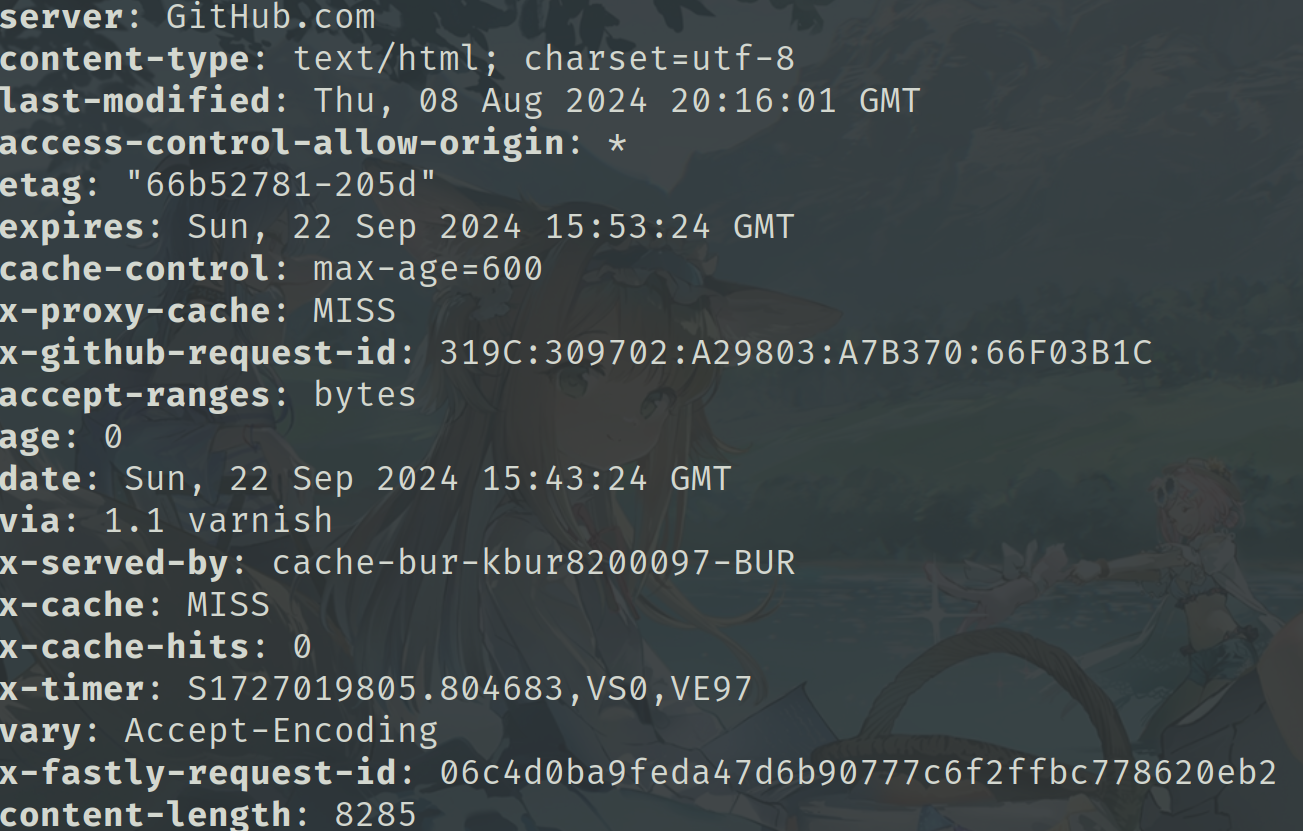 server: GitHub.com
content-type: text/html; charset=utf-8
last-modified: Thu, 08 Aug 2024 20:16:01 GMT
access-control-allow-origin: *
etag: "66b52781-205d"
expires: Sun, 22 Sep 2024 15:53:24 GMT
cache-control: max-age=600
x-proxy-cache: MISS
x-github-request-id: 319C:309702:A29803:A7B370:66F03B1C
accept-ranges: bytes
age: 0
date: Sun, 22 Sep 2024 15:43:24 GMT
via: 1.1 varnish
x-served-by: cache-bur-kbur8200097-BUR
x-cache: MISS
x-cache-hits: 0
x-timer: S1727019805.804683,VS0,VE97
vary: Accept-Encoding
x-fastly-request-id: 06c4d0ba9feda47d6b90777c6f2ffbc778620eb2
content-length: 8285